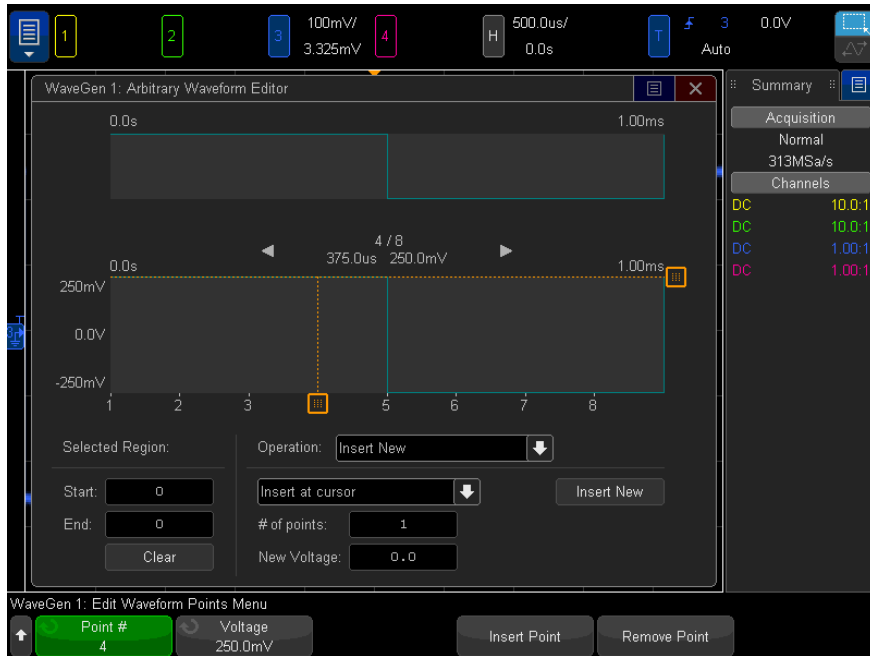 1
2
3
100mV/
3.325mV
4
H
500.0us/
0.0s
T
3
0.0V
Auto
WaveGen 1: Arbitrary Waveform Editor
0.0s
1.00ms
4 / 8
375.0us 250.0mV
0.0s
1.00ms
250mV
0.0V
-250mV
1 2 3 5 6 7 8
Selected Region:
Start: 0
End: 0
Clear
Operation: Insert New
Insert at cursor
Insert New
# of points: 1
New Voltage: 0.0
Summary
Acquisition
Normal
313MSa/s
Channels
DC 10.0:1
DC 10.0:1
DC 1.00:1
DC 1.00:1
WaveGen 1: Edit Waveform Points Menu
Point #
4
Voltage
250.0mV
Insert Point
Remove Point